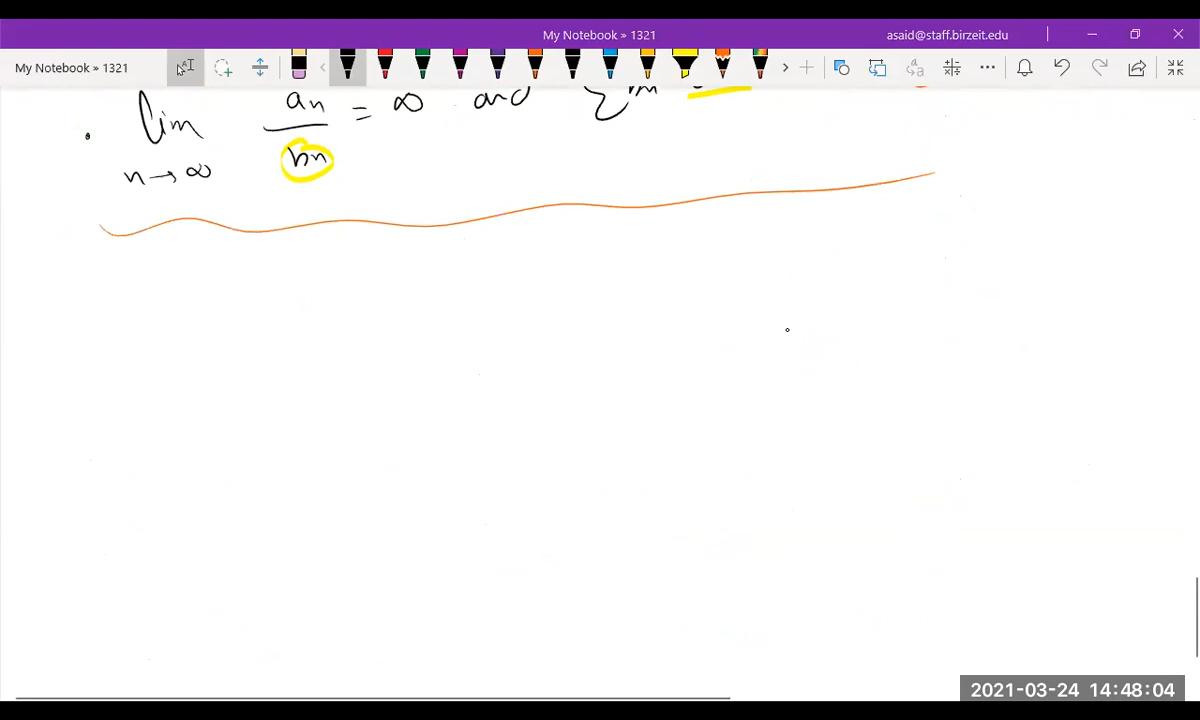 My Notebook » 1321
asaid@staff.birzeit.edu
My Notebook » 1321
lim an = ∞ and Σ bn
n → ∞ bn
2021-03-24 14:48:04